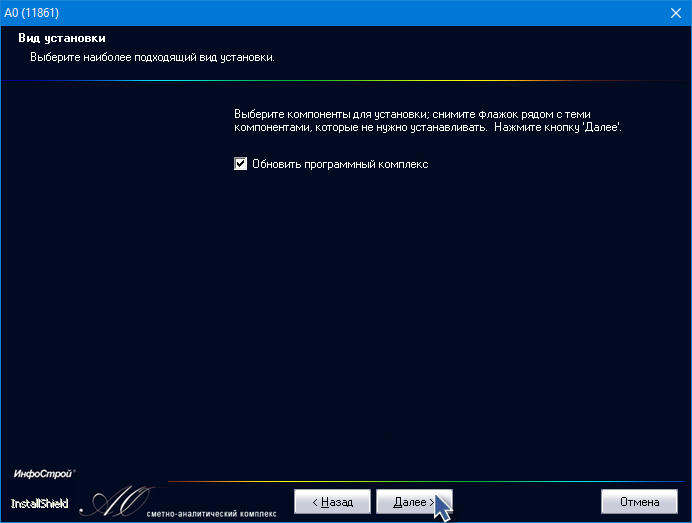 А0 (11861)
Вид установки
Выберите наиболее подходящий вид установки.
Выберите компоненты для установки; снимите флажок рядом с теми
компонентами, которые не нужно устанавливать. Нажмите кнопку 'Далее'.
Обновить программный комплекс
ИнфоСтрой
InstallShield
А0
сметно-аналитический комплекс
< Назад
Далее >
Отмена